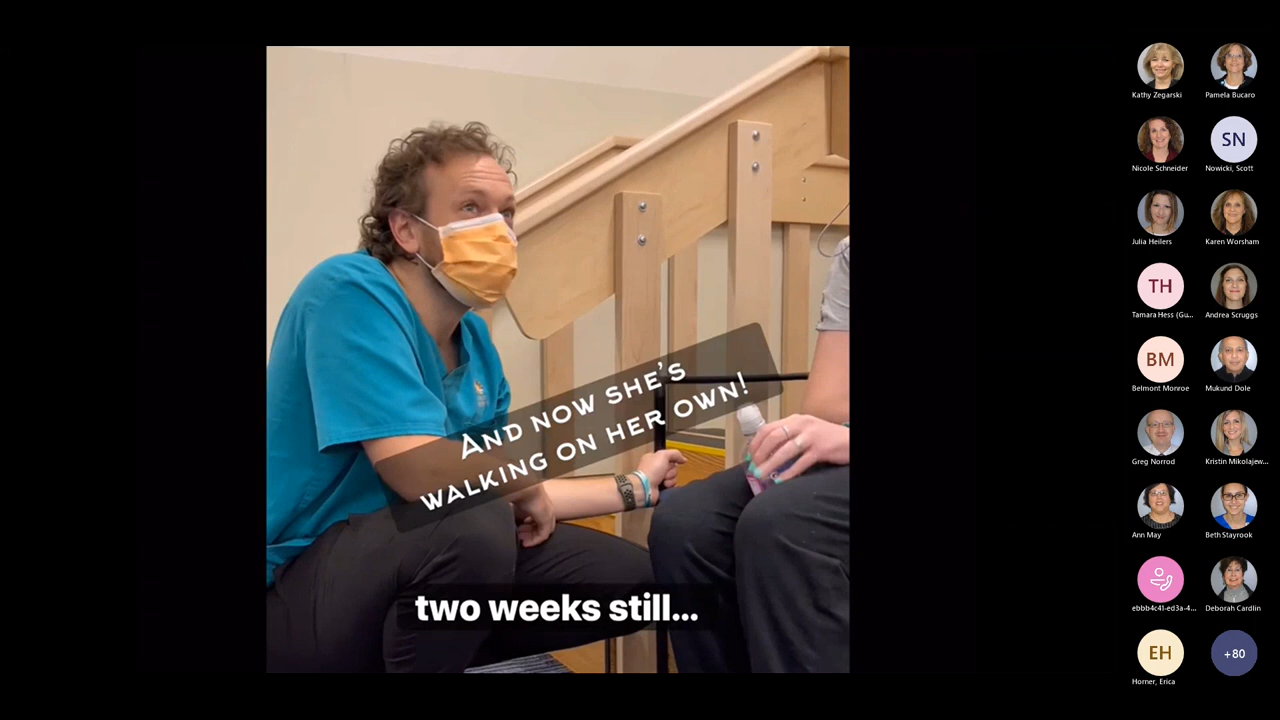 AND NOW SHE'S
WALKING ON HER OWN!
two weeks still...
Kathy Zegarski
Pamela Bucaro
SN
Nicole Schneider
Nowicki, Scott
Julia Heilers
Karen Worsham
TH
Tamara Hess (Gu...
Andrea Scruggs
BM
Belmont Monroe
Mukund Dole
Greg Norrod
Kristin Mikolajew...
Ann May
Beth Stayrook
ebbb4c41-ed3a-4...
Deborah Cardlin
EH
+80
Horner, Erica